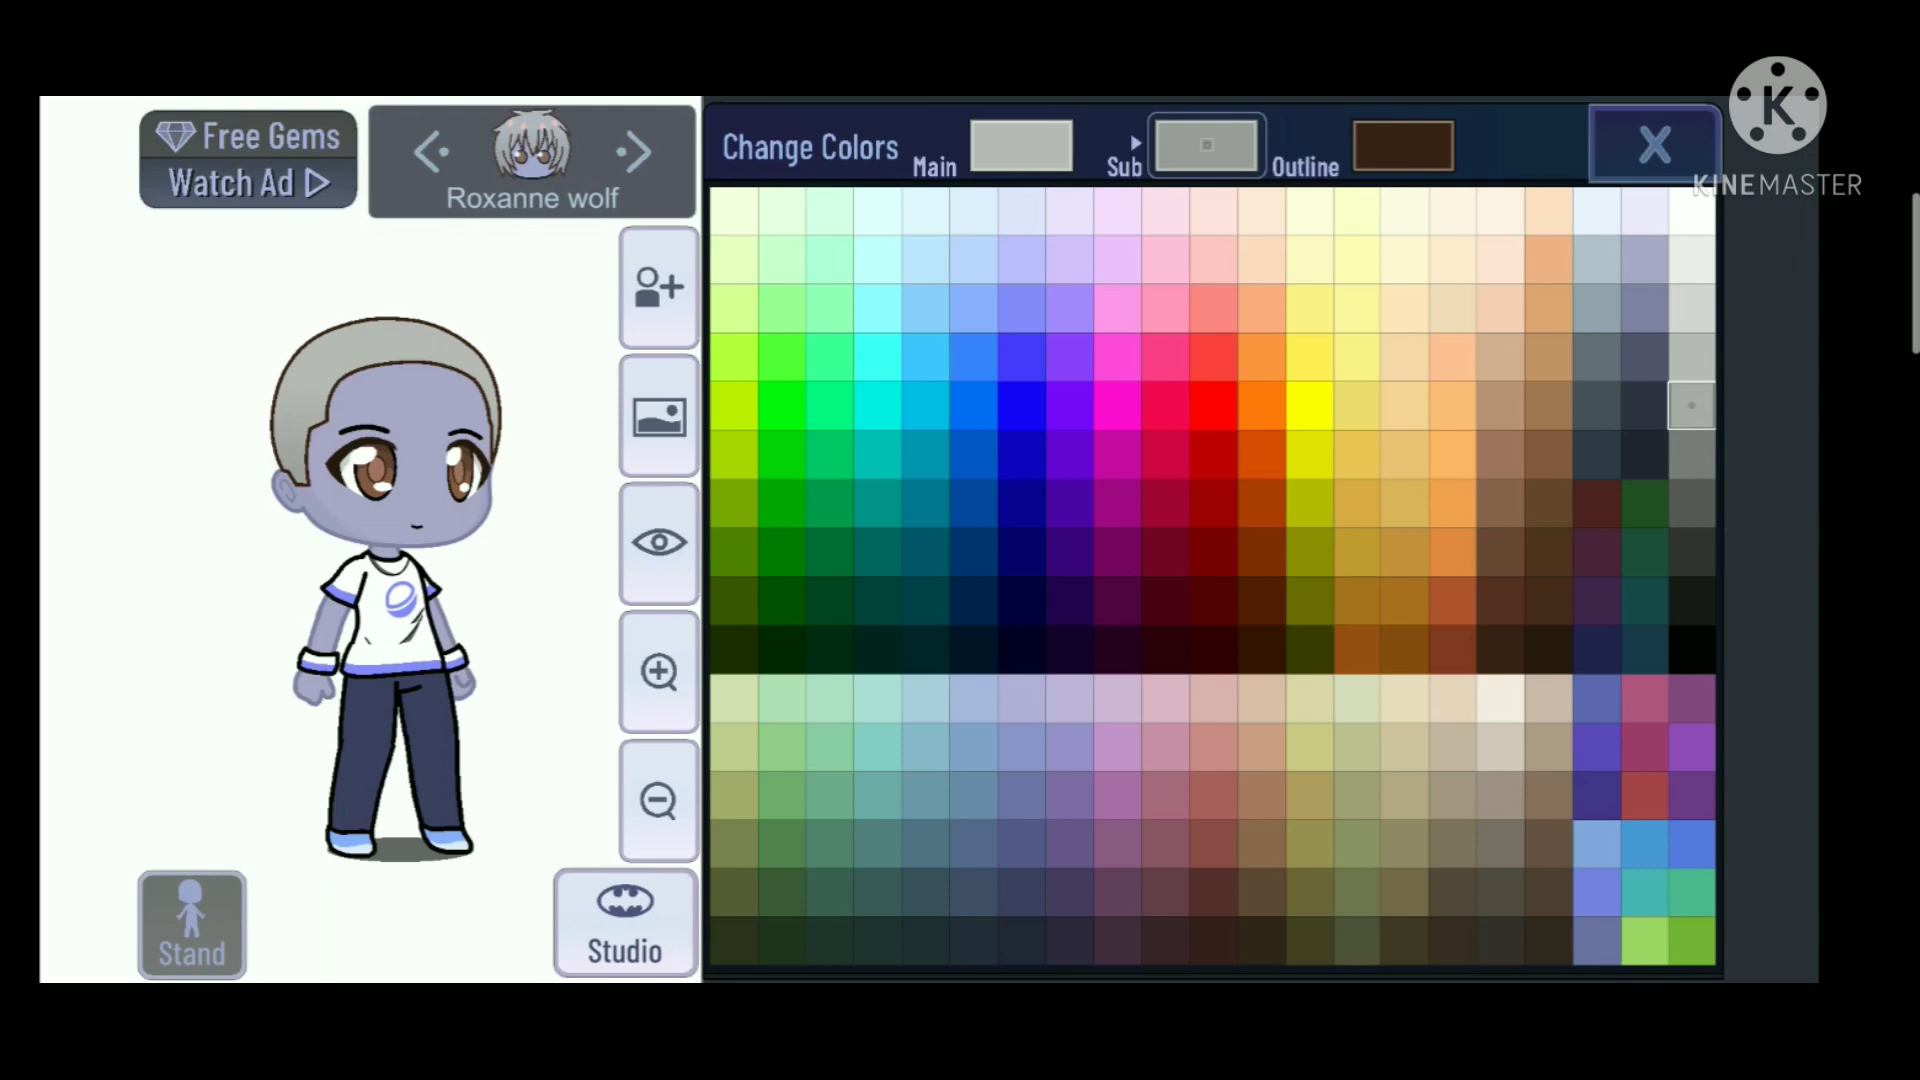 Free Gems
Watch Ad
Roxanne wolf
Change Colors
Main
Sub
Outline
X
K
KINEMASTER
Stand
Studio